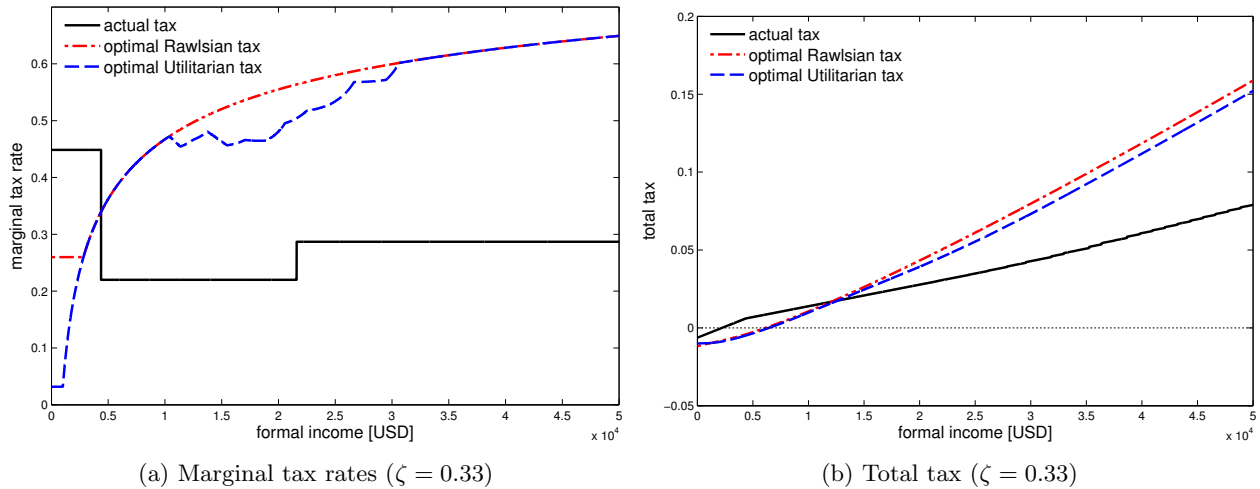 actual tax
optimal Rawlsian tax
optimal Utilitarian tax
marginal tax rate
0.6
0.5
0.4
0.3
0.2
0.1
0
0 0.5 1 1.5 2 2.5 3 3.5 4 4.5 5
formal income [USD]
x 10^4
(a) Marginal tax rates (ζ = 0.33)
actual tax
optimal Rawlsian tax
optimal Utilitarian tax
total tax
0.2
0.15
0.1
0.05
0
−0.05
0 0.5 1 1.5 2 2.5 3 3.5 4 4.5 5
formal income [USD]
x 10^4
(b) Total tax (ζ = 0.33)